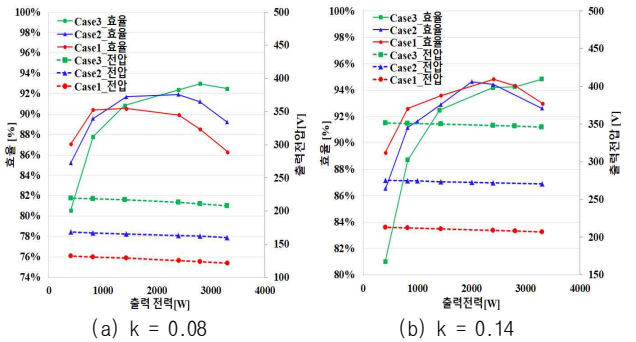 100%
98%
96%
94%
92%
90%
88%
86%
84%
82%
80%
78%
76%
74%
효율 [%]
Case3_효율
Case2_효율
Case1_효율
Case3_전압
Case2_전압
Case1_전압
500
450
400
350
300
250
200
150
100
출력전압[V]
0
1000
2000
3000
4000
출력 전력[W]
(a) k = 0.08
100%
98%
96%
94%
92%
90%
88%
86%
84%
82%
80%
효율 [%]
Case3_효율
Case2_효율
Case1_효율
Case3_전압
Case2_전압
Case1_전압
500
450
400
350
300
250
200
150
출력전압 [V]
0
1000
2000
3000
4000
출력전력[W]
(b) k = 0.14